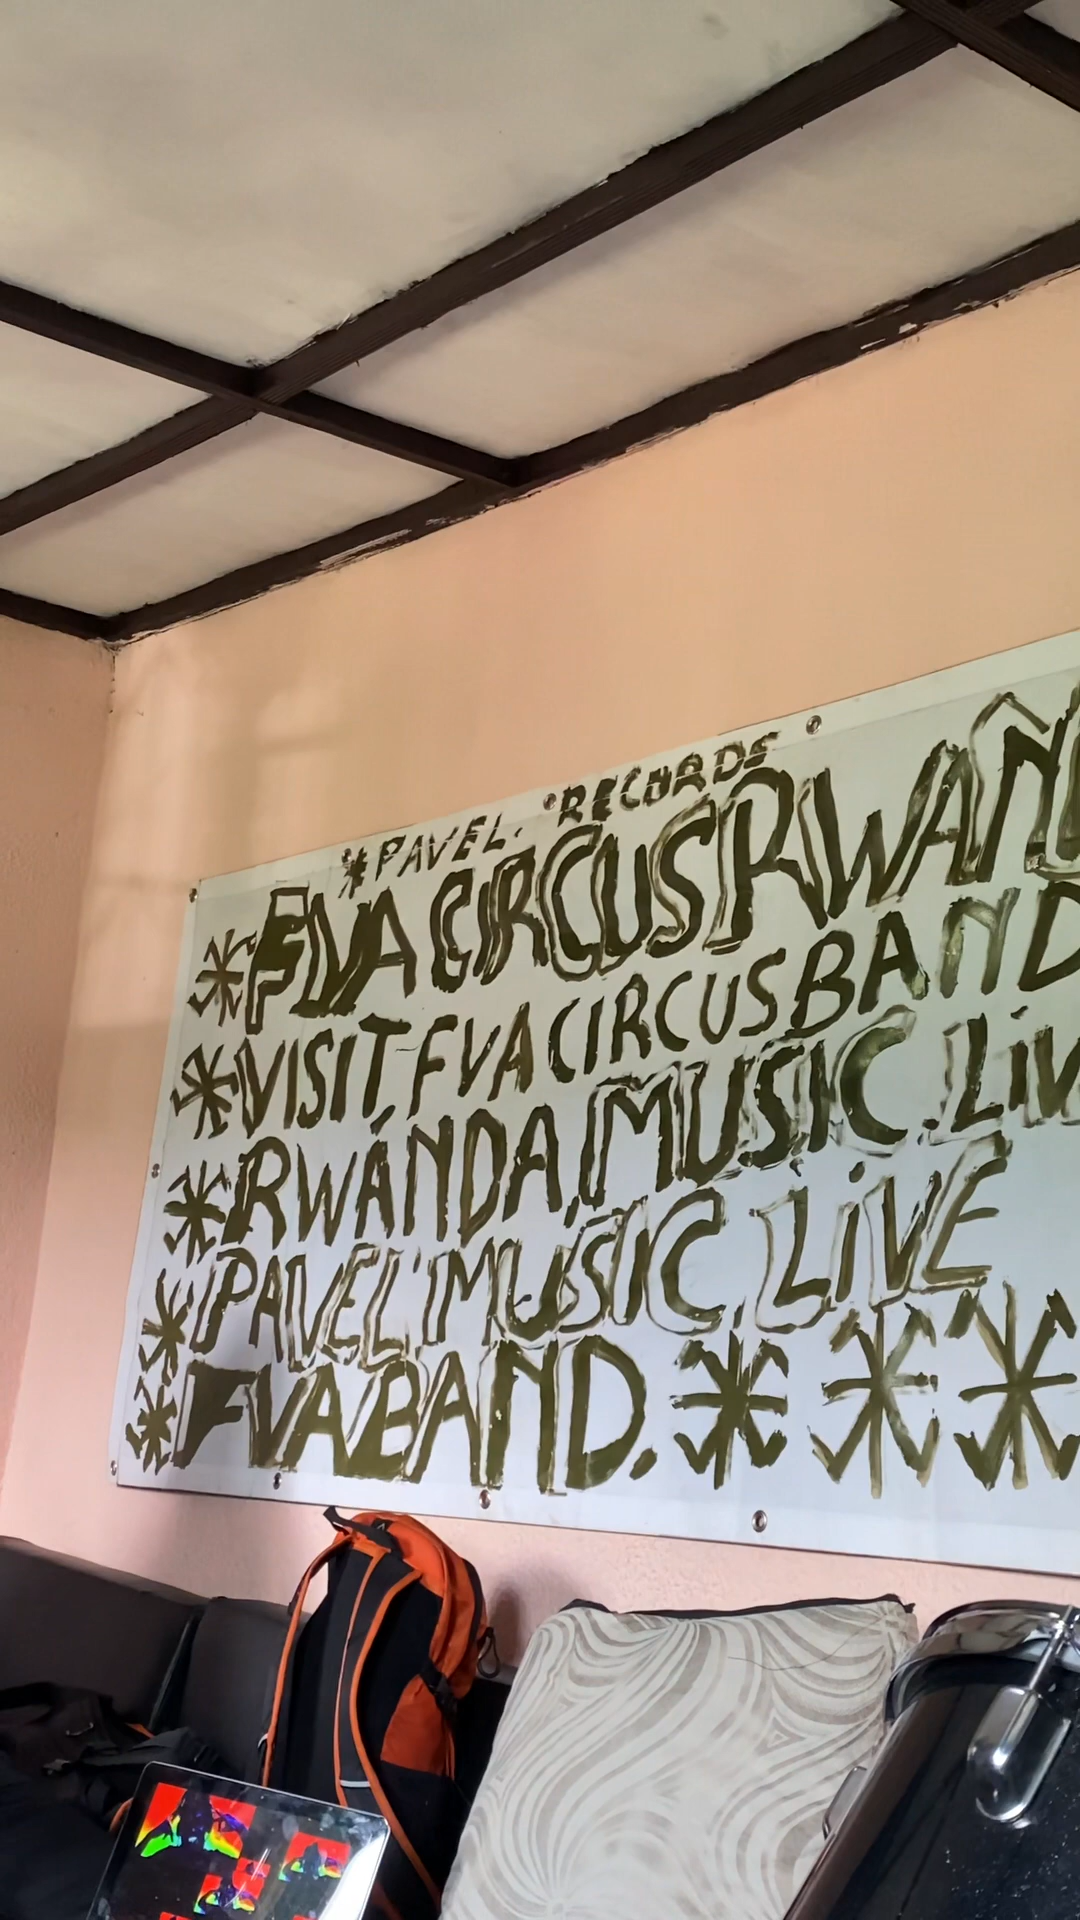 * PAVEL. RECORDS
* FVA CIRCUS RWAND
* VISIT, FVA CIRCUS BAND
* RWANDA, MUSIC. LiV
* PAVEL' MUSIC. LiVE
* FVA BAND. * * *